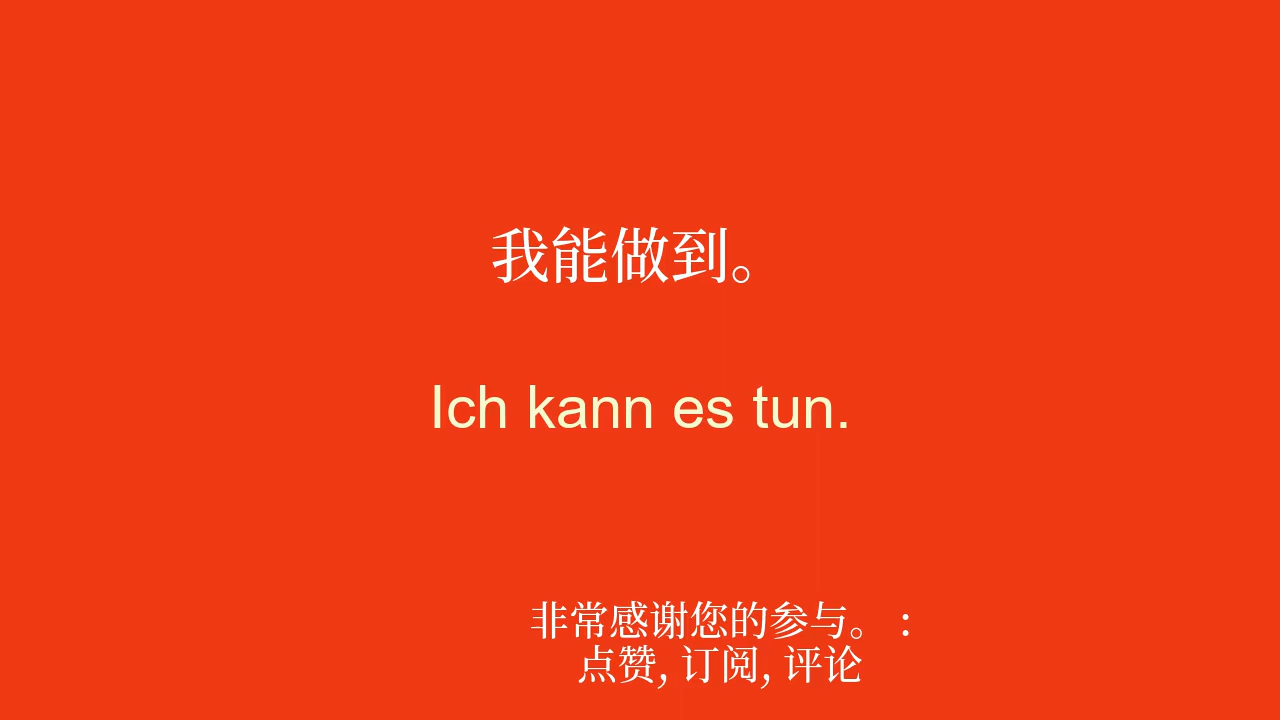 我能做到。
Ich kann es tun.
非常感谢您的参与。 :
点赞, 订阅, 评论